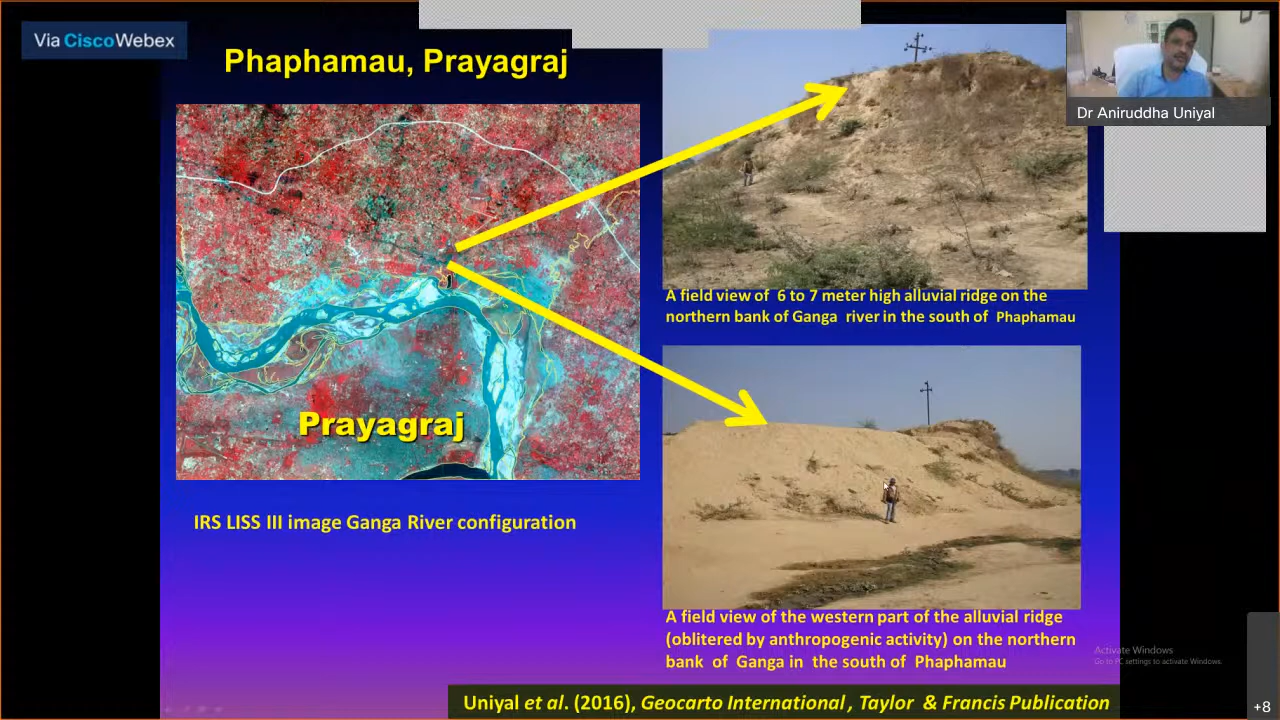 Via CiscoWebex
Phaphamau, Prayagraj
Dr Aniruddha Uniyal
Prayagraj
IRS LISS III image Ganga River configuration
A field view of 6 to 7 meter high alluvial ridge on the
northern bank of Ganga river in the south of Phaphamau
A field view of the western part of the alluvial ridge
(oblitered by anthropogenic activity) on the northern
bank of Ganga in the south of Phaphamau
Activate Windows
Go to PC settings to activate Windows.
Uniyal et al. (2016), Geocarto International , Taylor & Francis Publication
+8